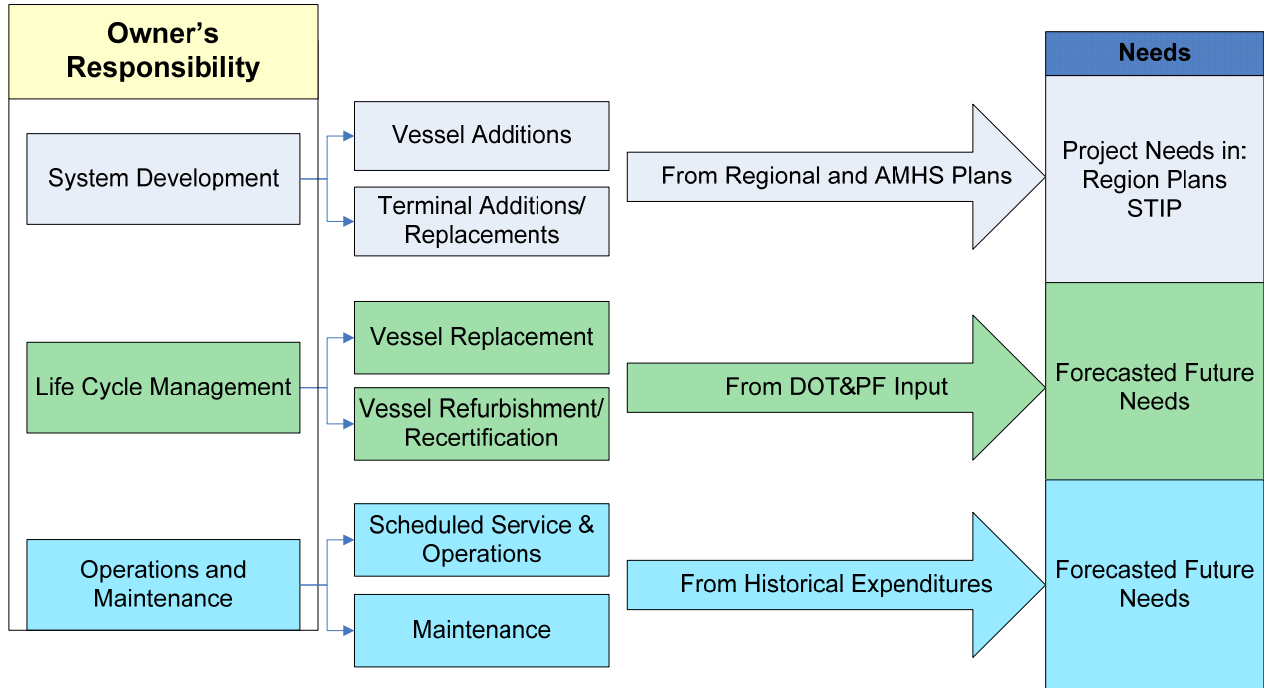 Owner's
Responsibility
Needs
System Development
Vessel Additions
Terminal Additions/
Replacements
From Regional and AMHS Plans
Project Needs in:
Region Plans
STIP
Life Cycle Management
Vessel Replacement
Vessel Refurbishment/
Recertification
From DOT&PF Input
Forecasted Future
Needs
Operations and
Maintenance
Scheduled Service &
Operations
Maintenance
From Historical Expenditures
Forecasted Future
Needs